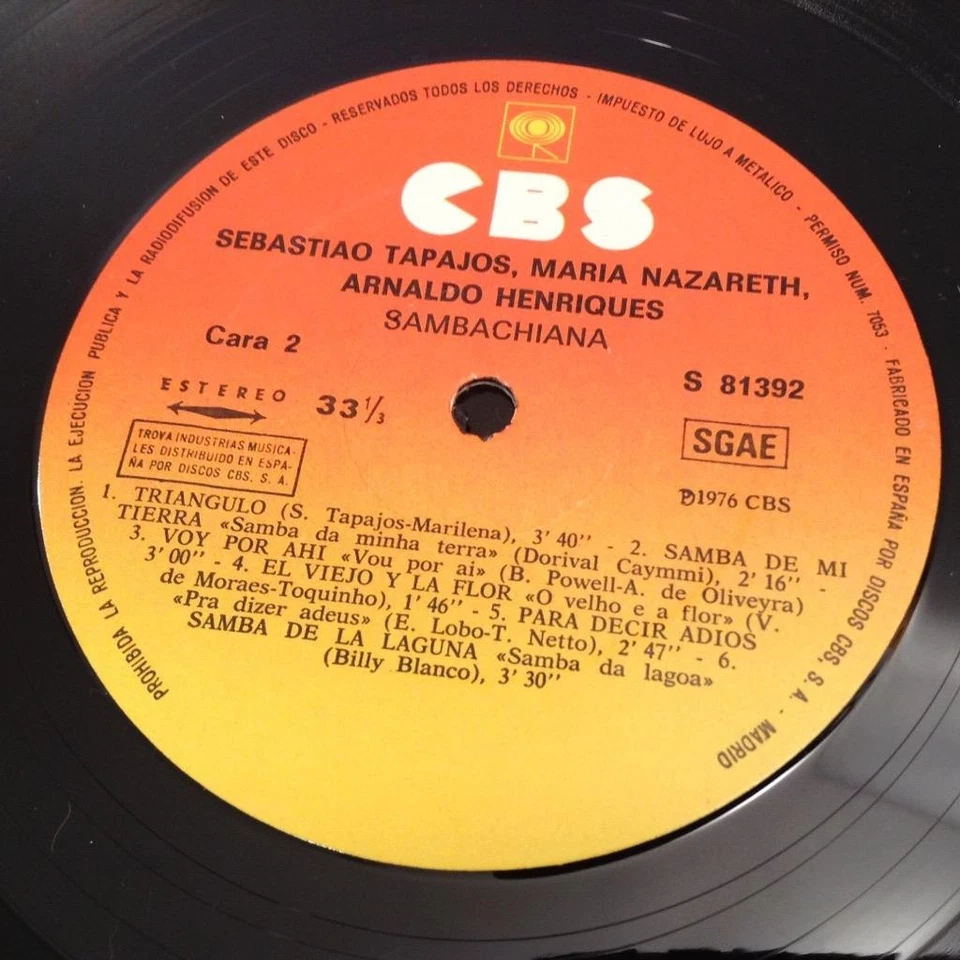 PROHIBIDA LA REPRODUCCION. LA EJECUCION PUBLICA Y LA RADIODIFUSION DE ESTE DISCO - RESERVADOS TODOS LOS DERECHOS - IMPUESTO DE LUJO A METALICO - PERMISO NUM. 7053 - FABRICADO EN ESPAÑA POR DISCOS CBS, S. A. - MADRID
CBS
SEBASTIAO TAPAJOS, MARIA NAZARETH,
ARNALDO HENRIQUES
SAMBACHIANA
Cara 2
S 81392
ESTEREO 33 1/3
SGAE
TROVA INDUSTRIAS MUSICA-
LES DISTRIBUIDO EN ESPA-
ÑA POR DISCOS CBS. S. A.
Ⓟ1976 CBS
1. TRIANGULO (S. Tapajos-Marilena), 3'40'' - 2. SAMBA DE MI
TIERRA «Samba da minha terra» (Dorival Caymmi), 2'16'' -
3. VOY POR AHI «Vou por ai» (B. Powell-A. de Oliveyra)
3'00'' - 4. EL VIEJO Y LA FLOR «O velho e a flor» (V.
de Moraes-Toquinho), 1'46'' - 5. PARA DECIR ADIOS
«Pra dizer adeus» (E. Lobo-T. Netto), 2'47'' - 6.
SAMBA DE LA LAGUNA «Samba da lagoa»
(Billy Blanco), 3'30''